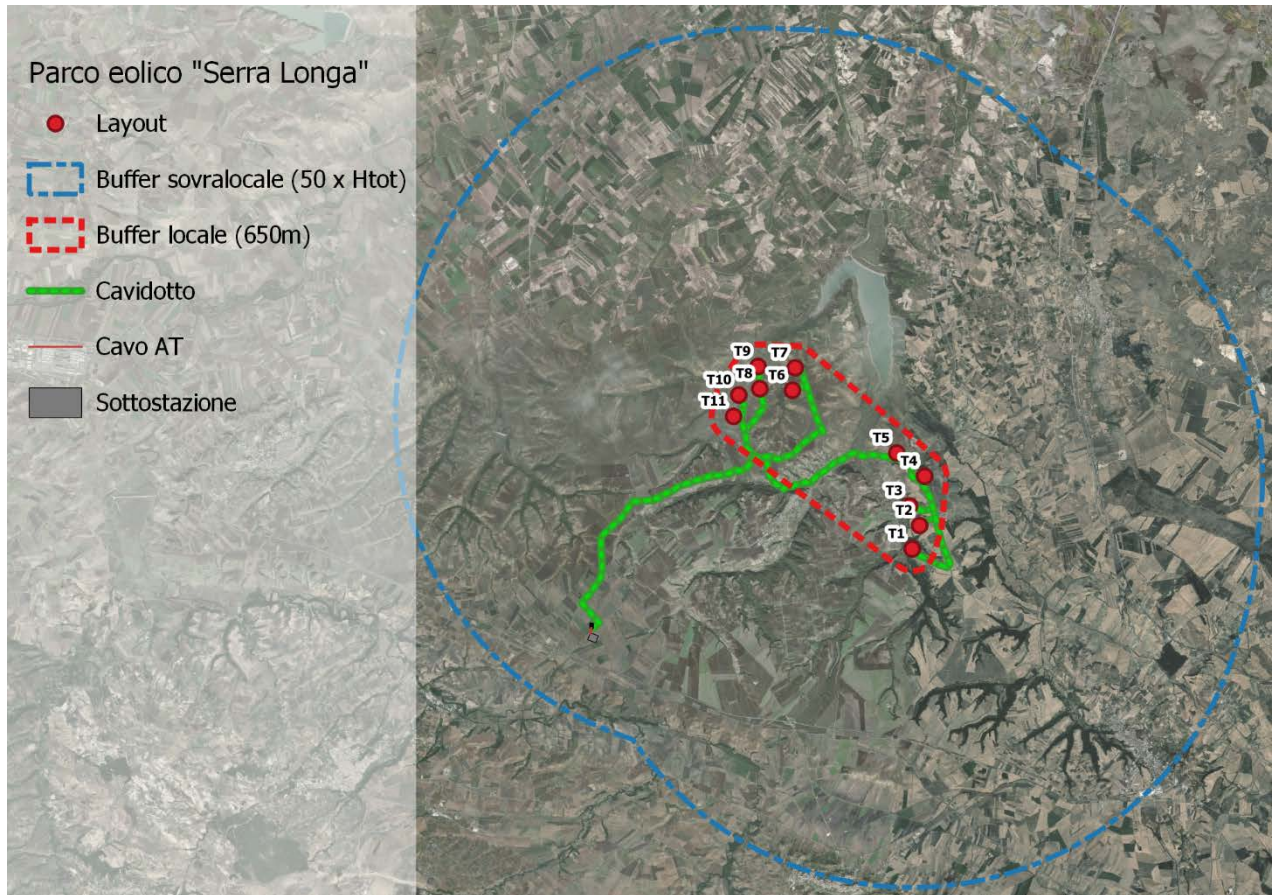 Parco eolico "Serra Longa"
Layout
Buffer sovralocale (50 x Htot)
Buffer locale (650m)
Cavidotto
Cavo AT
Sottostazione
T9
T7
T8
T6
T10
T11
T5
T4
T3
T2
T1